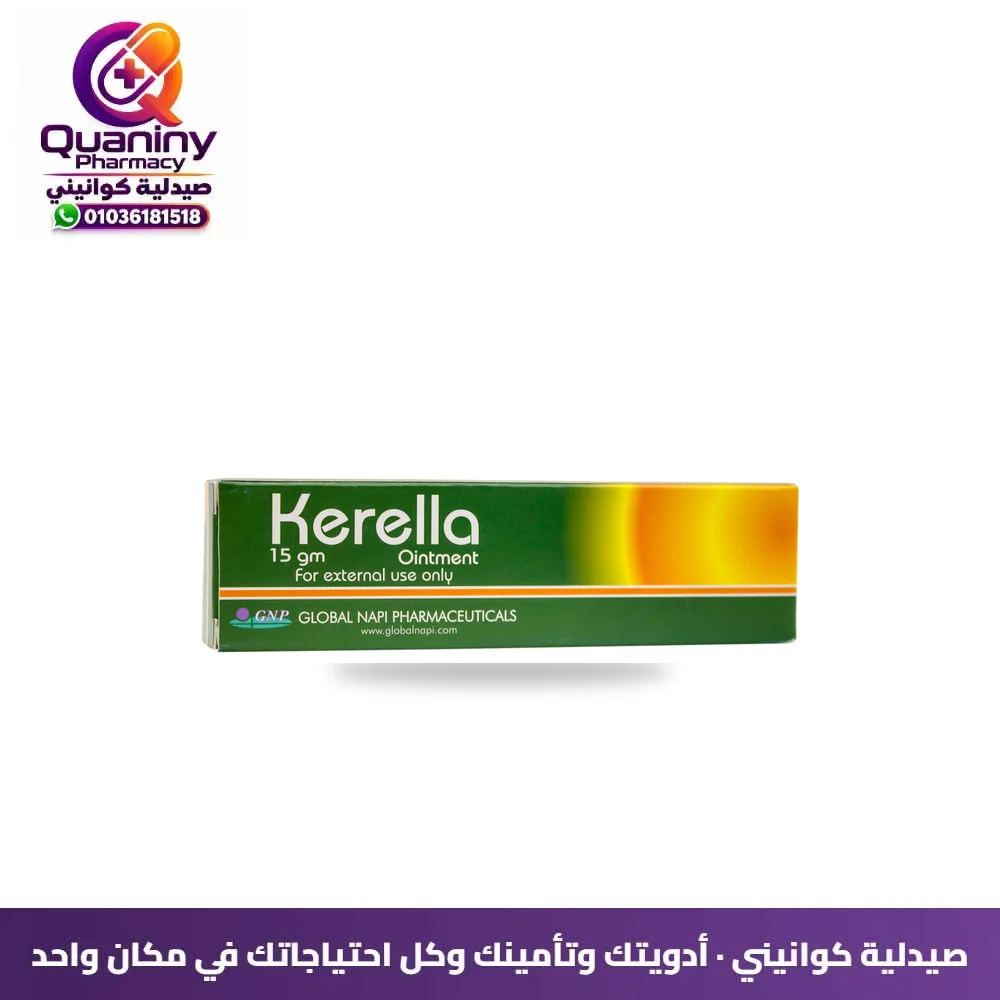 Quaniny
Pharmacy
صيدلية كوانيني
01036181518
Kerella
15 gm Ointment
For external use only
GNP GLOBAL NAPI PHARMACEUTICALS
www.globalnapi.com
صيدلية كوانيني · أدويتك وتأمينك وكل احتياجاتك في مكان واحد